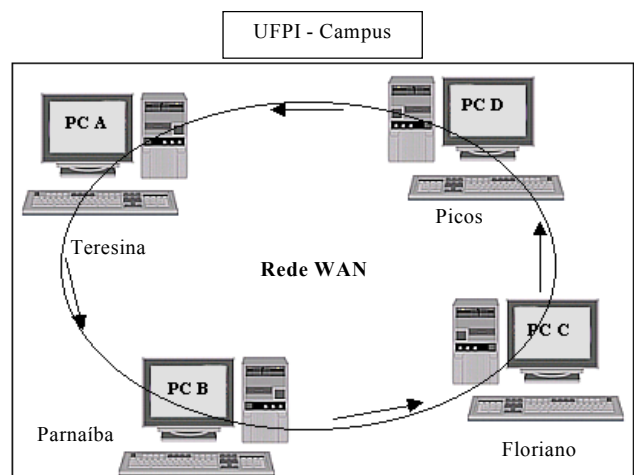 UFPI - Campus
PC A
PC D
Picos
Teresina
Rede WAN
PC C
PC B
Parnaíba
Floriano